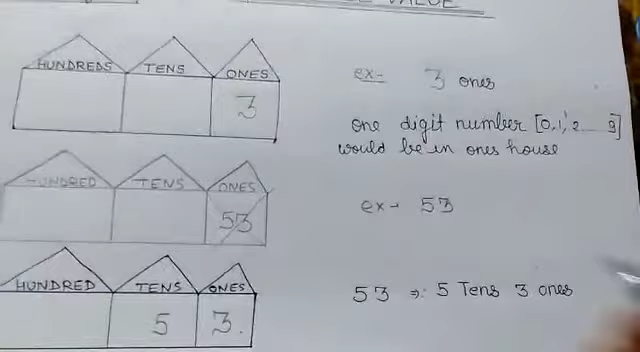 VALUE
HUNDREDS TENS ONES
3
ex- 3 ones
one digit number [0,1,2....9]
would be in ones house
HUNDRED TENS ONES
53
ex- 53
HUNDRED TENS ONES
5 3.
53 ⇒ 5 Tens 3 ones